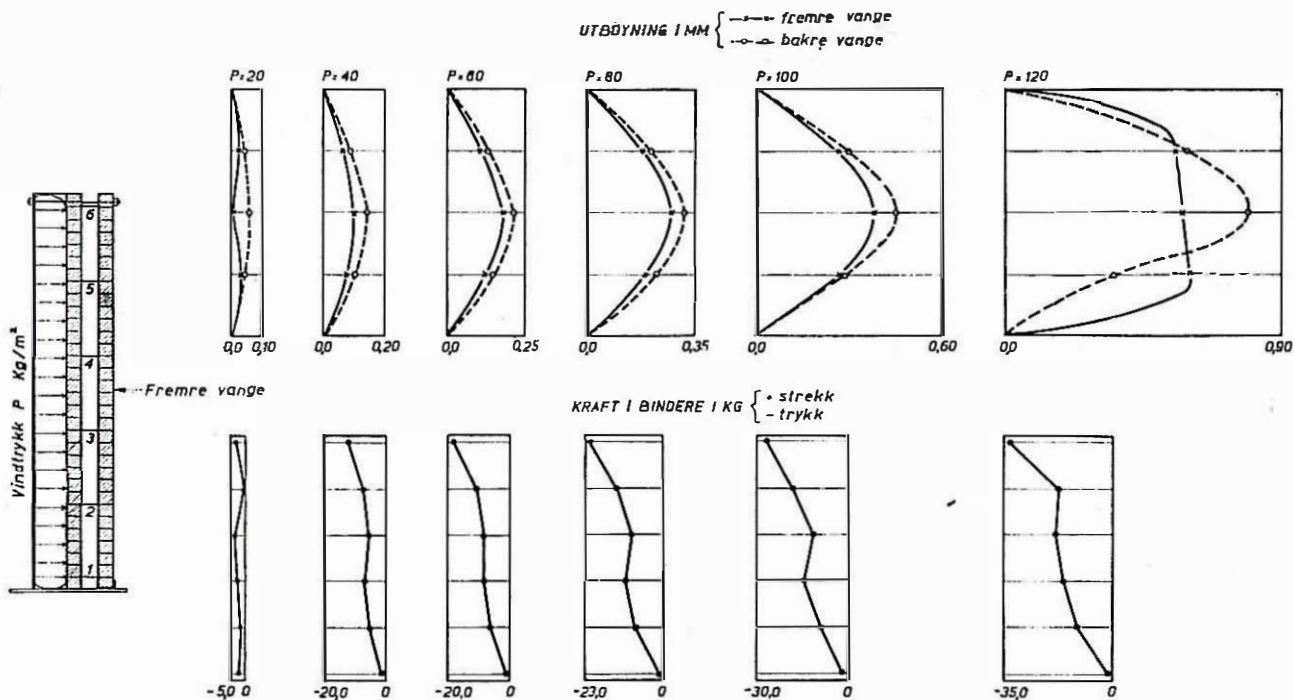 UTBÖYNING I MM
fremre vange
bakre vange
P=20
P=40
P=60
P=80
P=100
P=120
0,0 0,10
0,0 0,20
0,0 0,25
0,0 0,35
0,0 0,60
0,0 0,90
Vindtrykk P Kg/m²
6
5
4
3
2
1
Fremre vange
KRAFT I BINDERE I KG
+ strekk
- trykk
-5,0 0
-20,0 0
-20,0 0
-23,0 0
-30,0 0
-35,0 0